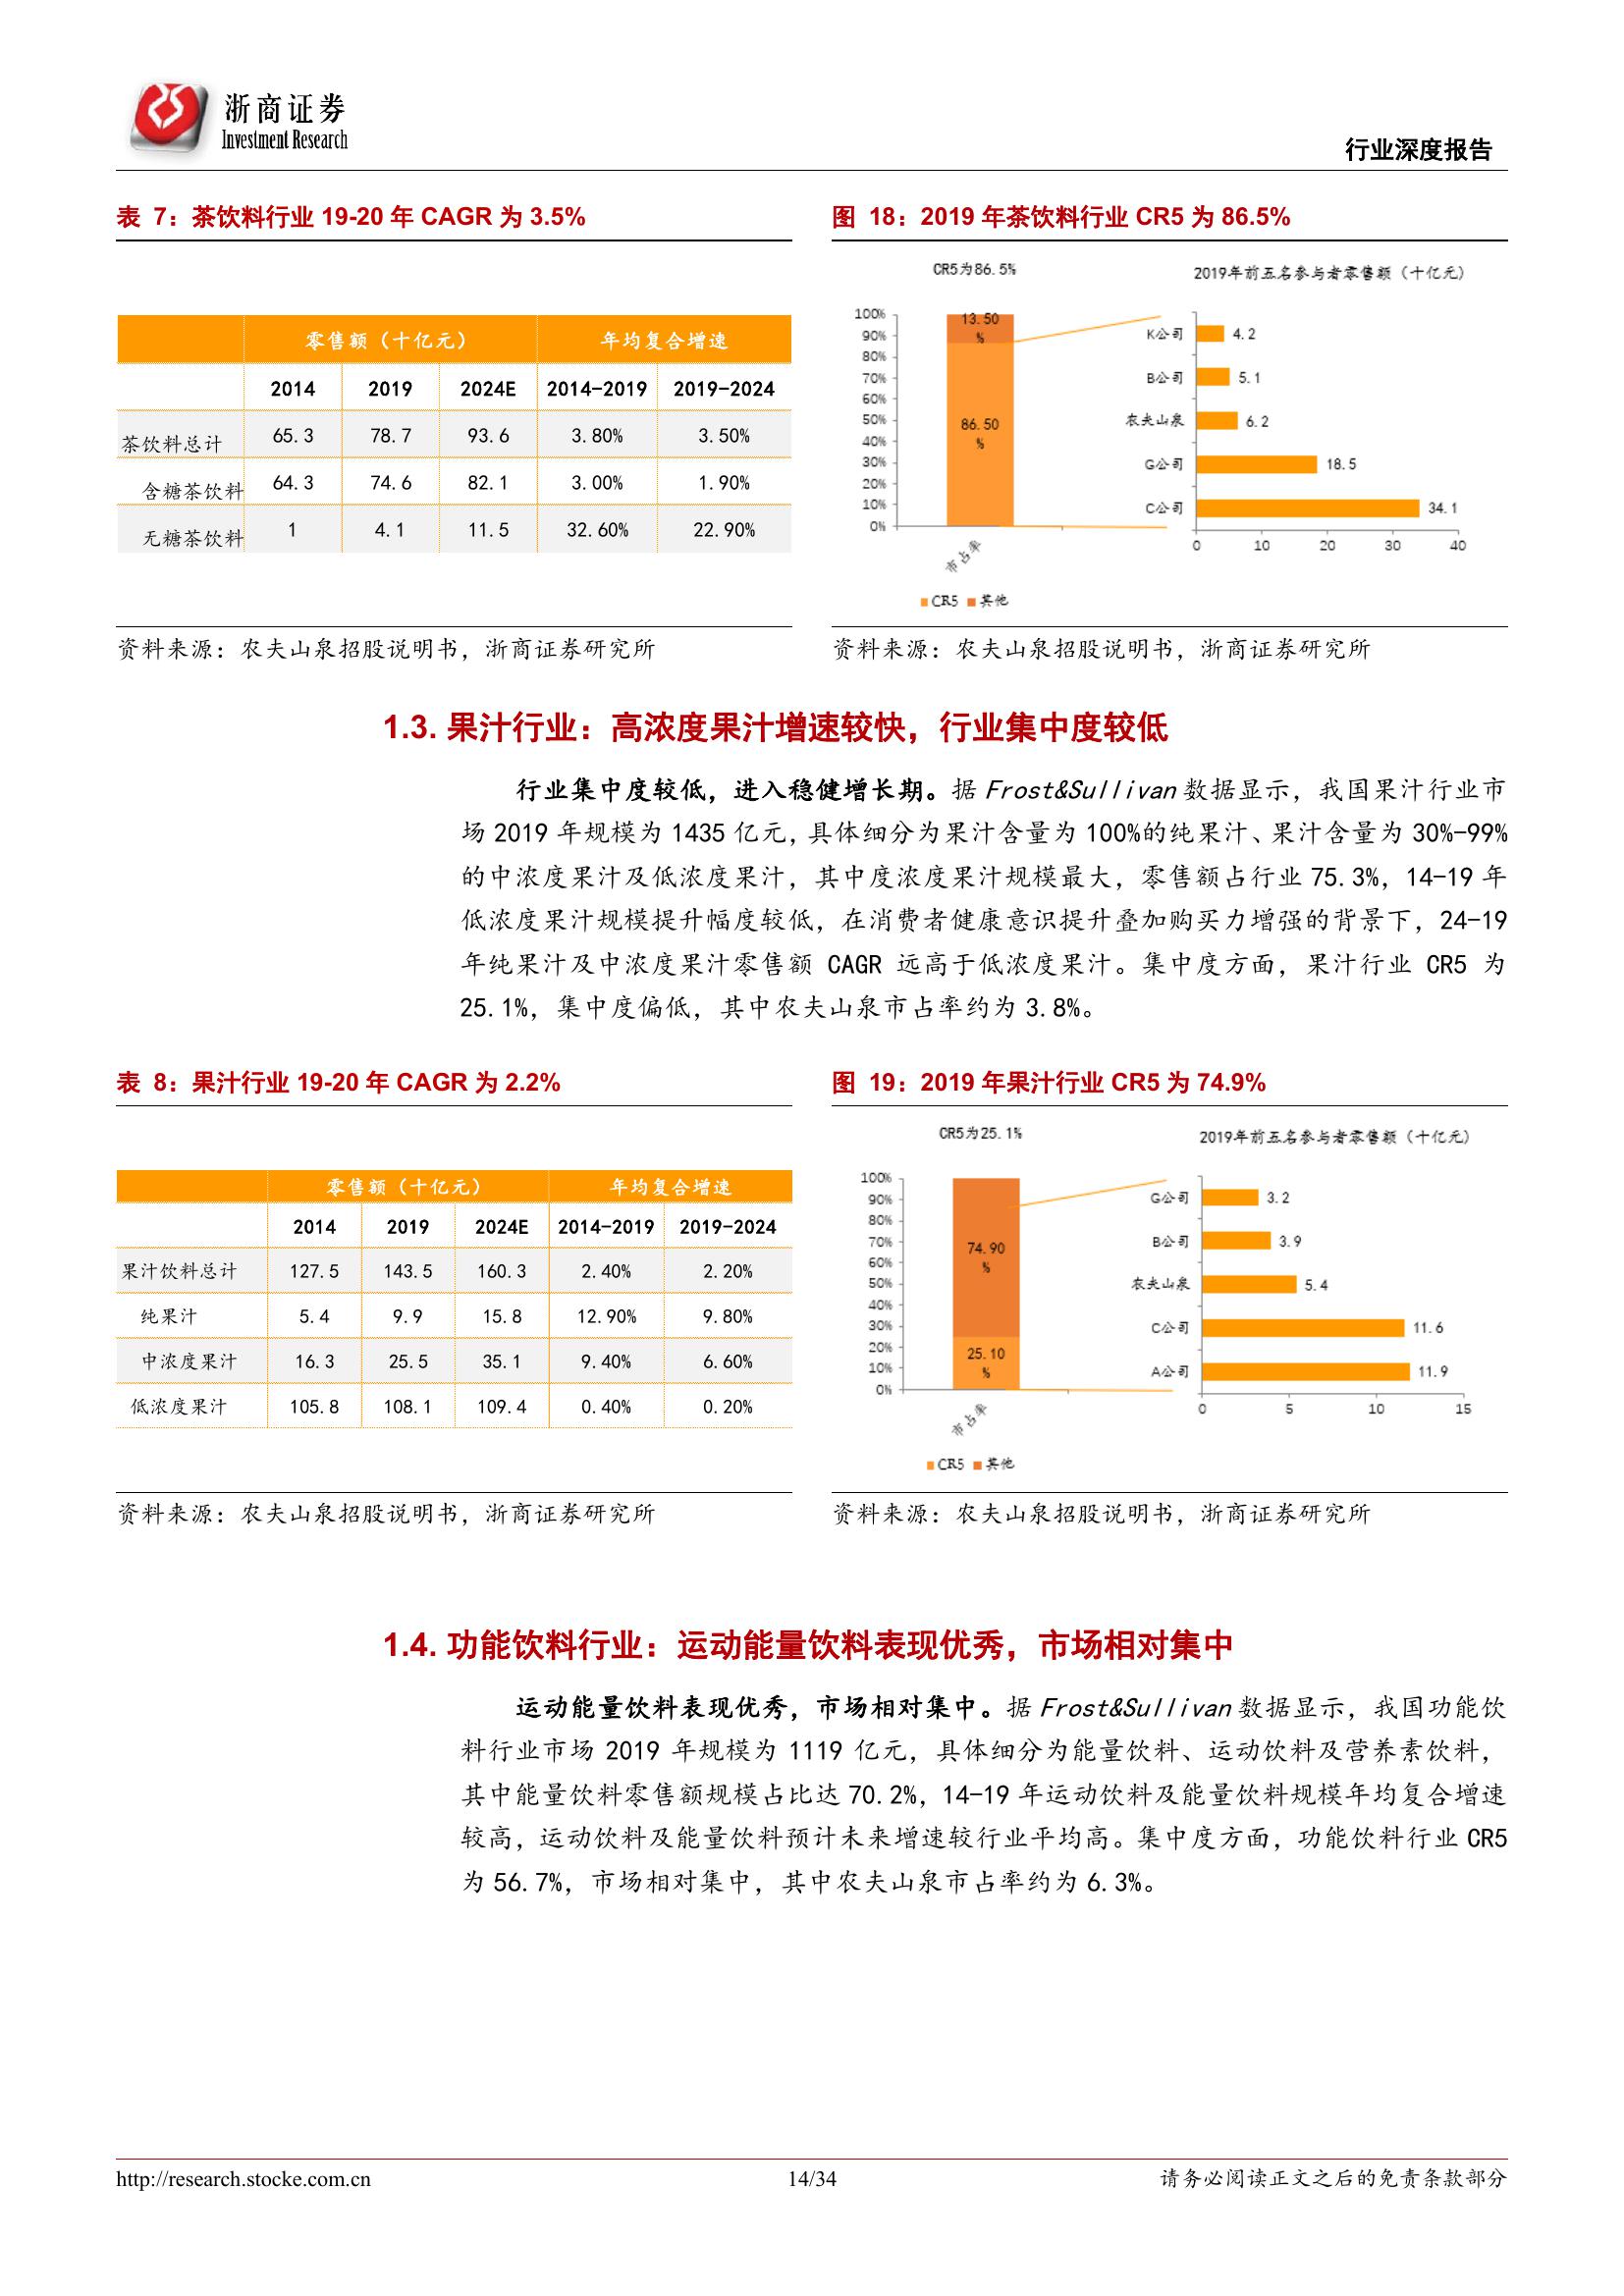 浙商证券
Investment Research
行业深度报告
表 7：茶饮料行业 19-20 年 CAGR 为 3.5%
零售额（十亿元） 年均复合增速
2014 2019 2024E 2014-2019 2019-2024
茶饮料总计 65.3 78.7 93.6 3.80% 3.50%
含糖茶饮料 64.3 74.6 82.1 3.00% 1.90%
无糖茶饮料 1 4.1 11.5 32.60% 22.90%
资料来源：农夫山泉招股说明书，浙商证券研究所
图 18：2019 年茶饮料行业 CR5 为 86.5%
CR5为86.5%
100%
90%
80%
70%
60%
50%
40%
30%
20%
10%
0%
13.50
%
86.50
%
市占率
CR5 其他
2019年前五名参与者零售额（十亿元）
K公司 4.2
B公司 5.1
农夫山泉 6.2
G公司 18.5
C公司 34.1
0 10 20 30 40
资料来源：农夫山泉招股说明书，浙商证券研究所
1.3. 果汁行业：高浓度果汁增速较快，行业集中度较低
行业集中度较低，进入稳健增长期。据 Frost&Sullivan 数据显示，我国果汁行业市
场 2019 年规模为 1435 亿元，具体细分为果汁含量为 100%的纯果汁、果汁含量为 30%-99%
的中浓度果汁及低浓度果汁，其中度浓度果汁规模最大，零售额占行业 75.3%，14-19 年
低浓度果汁规模提升幅度较低，在消费者健康意识提升叠加购买力增强的背景下，24-19
年纯果汁及中浓度果汁零售额 CAGR 远高于低浓度果汁。集中度方面，果汁行业 CR5 为
25.1%，集中度偏低，其中农夫山泉市占率约为 3.8%。
表 8：果汁行业 19-20 年 CAGR 为 2.2%
零售额（十亿元） 年均复合增速
2014 2019 2024E 2014-2019 2019-2024
果汁饮料总计 127.5 143.5 160.3 2.40% 2.20%
纯果汁 5.4 9.9 15.8 12.90% 9.80%
中浓度果汁 16.3 25.5 35.1 9.40% 6.60%
低浓度果汁 105.8 108.1 109.4 0.40% 0.20%
资料来源：农夫山泉招股说明书，浙商证券研究所
图 19：2019 年果汁行业 CR5 为 74.9%
CR5为25.1%
100%
90%
80%
70%
60%
50%
40%
30%
20%
10%
0%
74.90
%
25.10
%
市占率
CR5 其他
2019年前五名参与者零售额（十亿元）
G公司 3.2
B公司 3.9
农夫山泉 5.4
C公司 11.6
A公司 11.9
0 5 10 15
资料来源：农夫山泉招股说明书，浙商证券研究所
1.4. 功能饮料行业：运动能量饮料表现优秀，市场相对集中
运动能量饮料表现优秀，市场相对集中。据 Frost&Sullivan 数据显示，我国功能饮
料行业市场 2019 年规模为 1119 亿元，具体细分为能量饮料、运动饮料及营养素饮料，
其中能量饮料零售额规模占比达 70.2%，14-19 年运动饮料及能量饮料规模年均复合增速
较高，运动饮料及能量饮料预计未来增速较行业平均高。集中度方面，功能饮料行业 CR5
为 56.7%，市场相对集中，其中农夫山泉市占率约为 6.3%。
http://research.stocke.com.cn
14/34
请务必阅读正文之后的免责条款部分